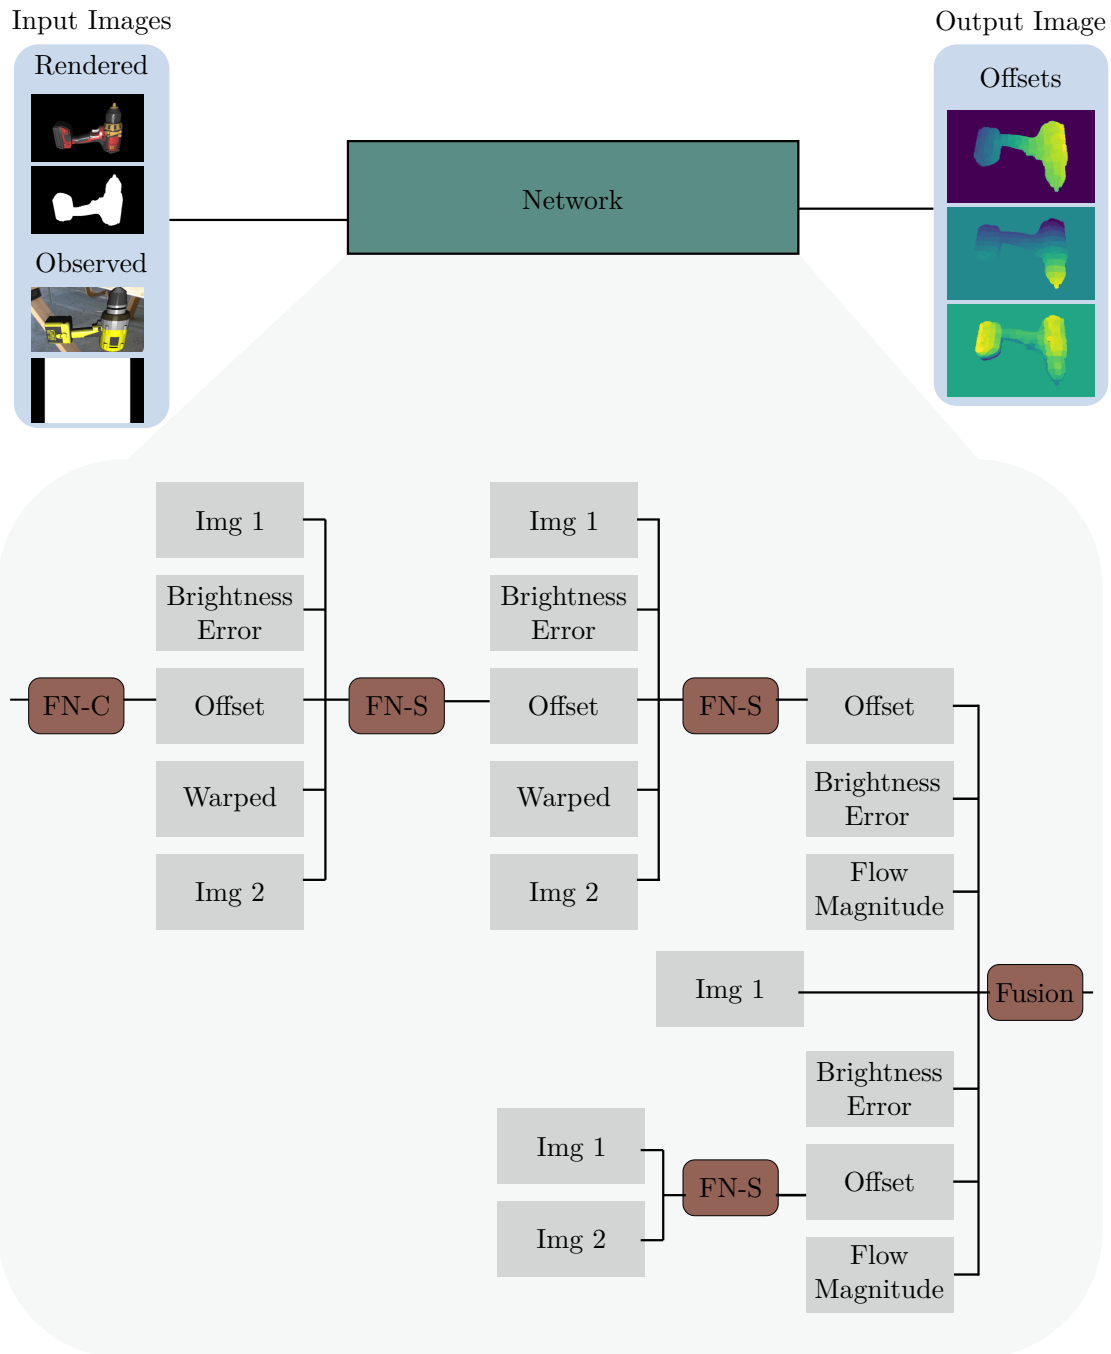 Input Images
Output Image
Rendered
Offsets
Network
Observed
Img 1
Brightness
Error
FN-C
Offset
Warped
Img 2
FN-S
Img 1
Brightness
Error
Offset
Warped
Img 2
FN-S
Offset
Brightness
Error
Flow
Magnitude
Img 1
Fusion
Brightness
Error
Img 1
Img 2
FN-S
Offset
Flow
Magnitude